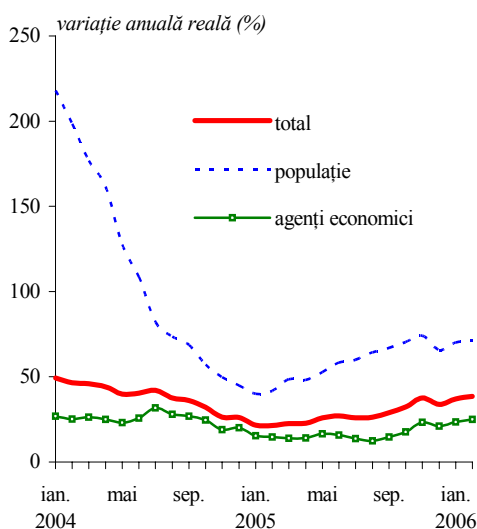 variație anuală reală (%)
250
200
150
100
50
0
total
populație
agenți economici
ian. mai sep. ian. mai sep. ian.
2004 2005 2006